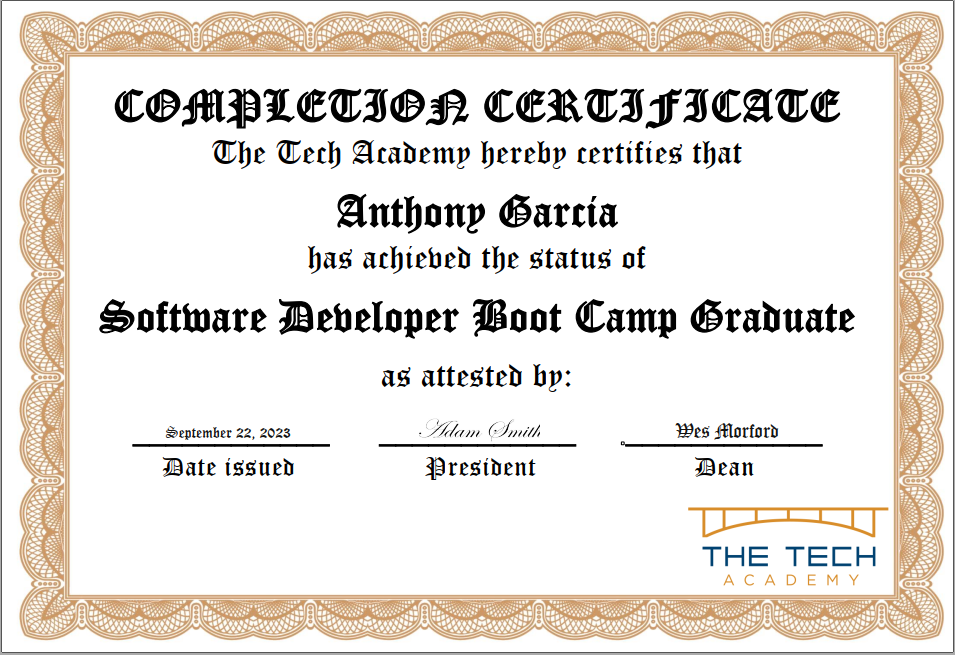 COMPLETION CERTIFICATE
The Tech Academy hereby certifies that
Anthony Garcia
has achieved the status of
Software Developer Boot Camp Graduate
as attested by:
September 22, 2023 Adam Smith Wes Morford
Date issued President Dean
THE TECH
ACADEMY